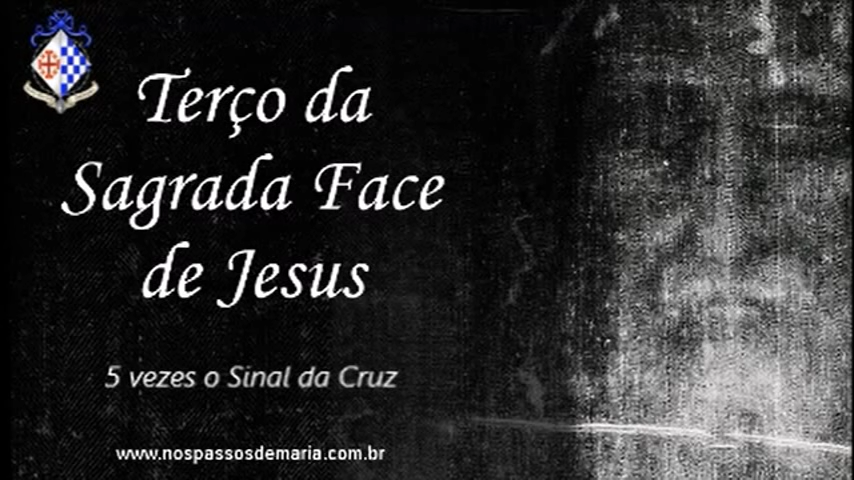 Terço da
Sagrada Face
de Jesus
5 vezes o Sinal da Cruz
www.nospassosdemaria.com.br